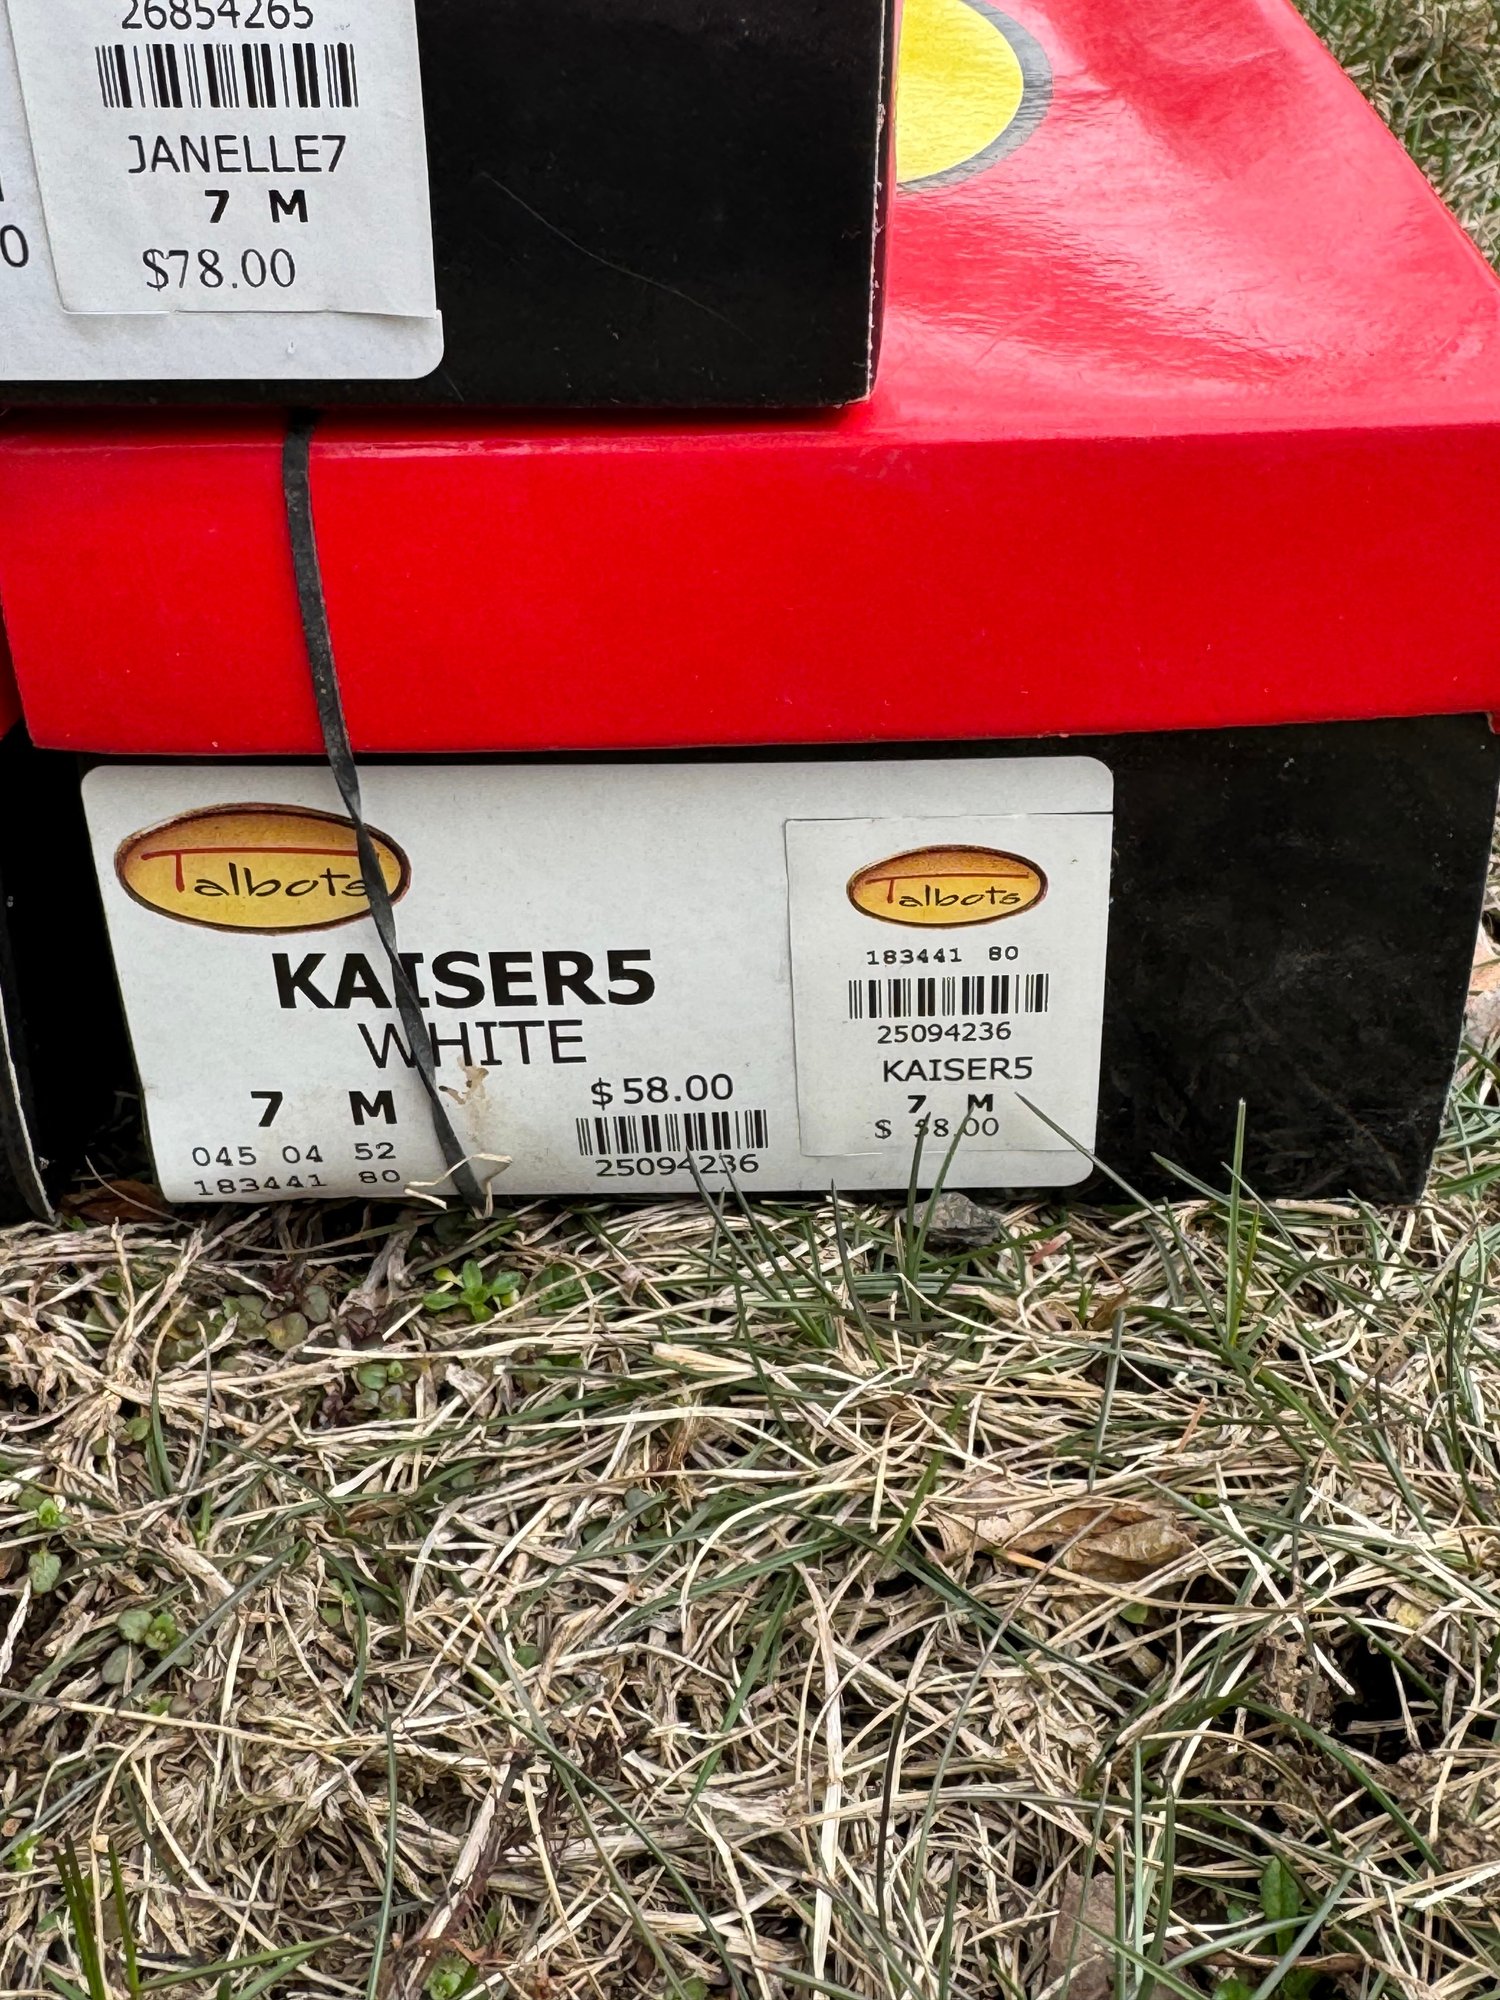 26854265
JANELLE7
7 M
$78.00
0
Talbots
KAISER5
WHITE
7 M
045 04 52
183441 80
$58.00
25094236
Talbots
183441 80
25094236
KAISER5
7 M
$58.00